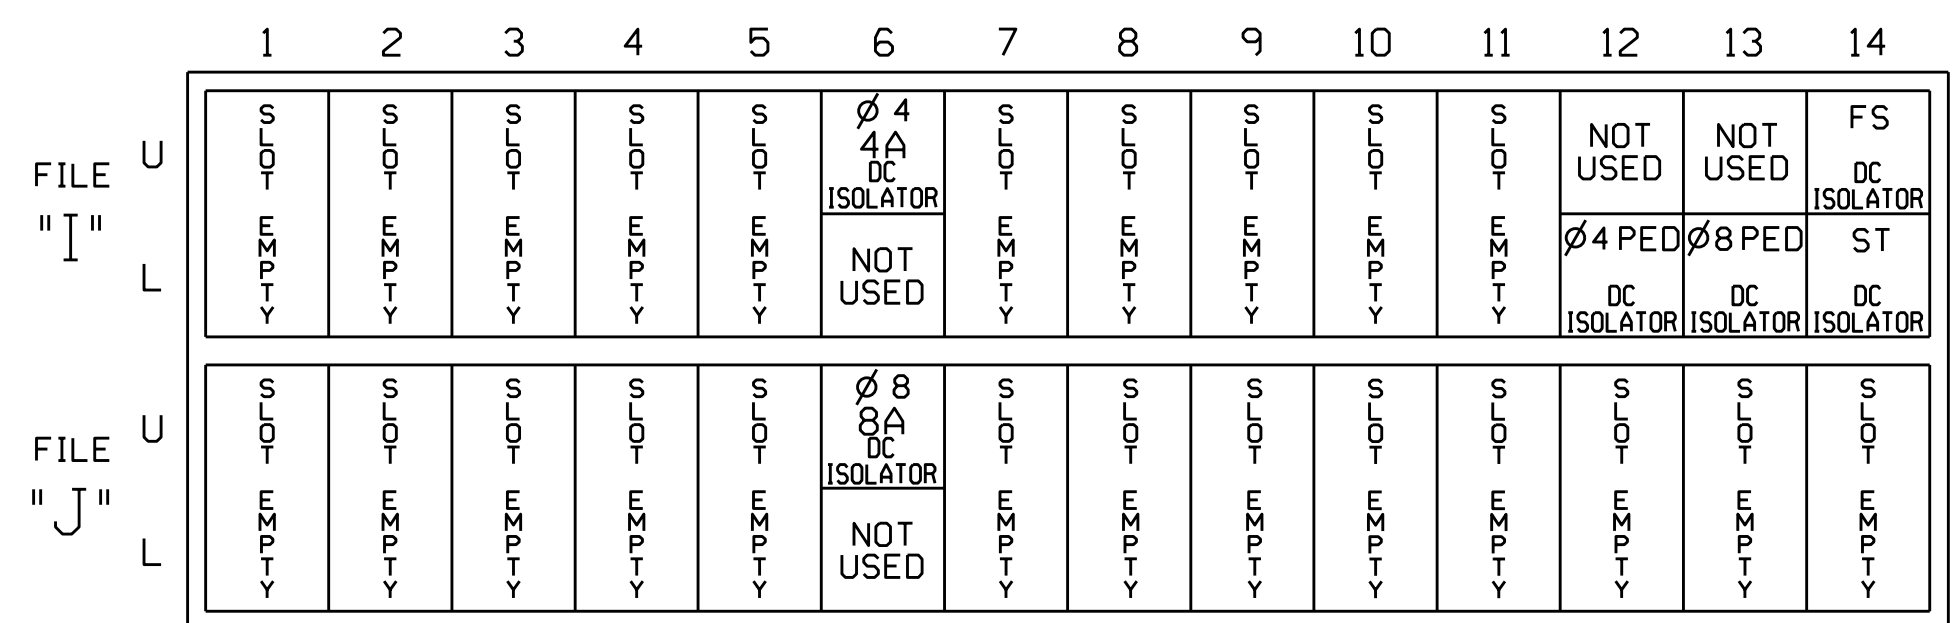 1 2 3 4 5 6 7 8 9 10 11 12 13 14
FILE "I"
U
L
SLOT EMPTY
SLOT EMPTY
SLOT EMPTY
SLOT EMPTY
SLOT EMPTY
Ø 4
4A
DC
ISOLATOR
NOT
USED
SLOT EMPTY
SLOT EMPTY
SLOT EMPTY
SLOT EMPTY
SLOT EMPTY
NOT
USED
Ø4 PED
DC
ISOLATOR
NOT
USED
Ø8 PED
DC
ISOLATOR
FS
DC
ISOLATOR
ST
DC
ISOLATOR
FILE "J"
U
L
SLOT EMPTY
SLOT EMPTY
SLOT EMPTY
SLOT EMPTY
SLOT EMPTY
Ø 8
8A
DC
ISOLATOR
NOT
USED
SLOT EMPTY
SLOT EMPTY
SLOT EMPTY
SLOT EMPTY
SLOT EMPTY
SLOT EMPTY
SLOT EMPTY
SLOT EMPTY